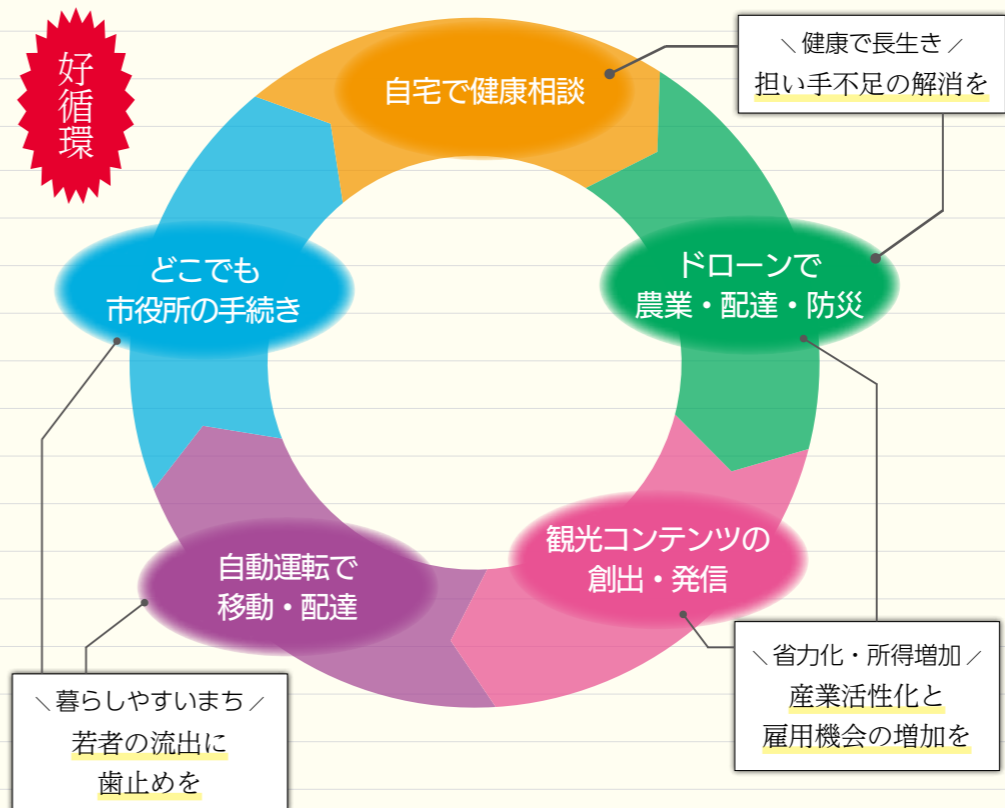 好循環
自宅で健康相談
健康で長生き
担い手不足の解消を
ドローンで
農業・配達・防災
どこでも
市役所の手続き
観光コンテンツの
創出・発信
自動運転で
移動・配達
省力化・所得増加
産業活性化と
雇用機会の増加を
暮らしやすいまち
若者の流出に
歯止めを